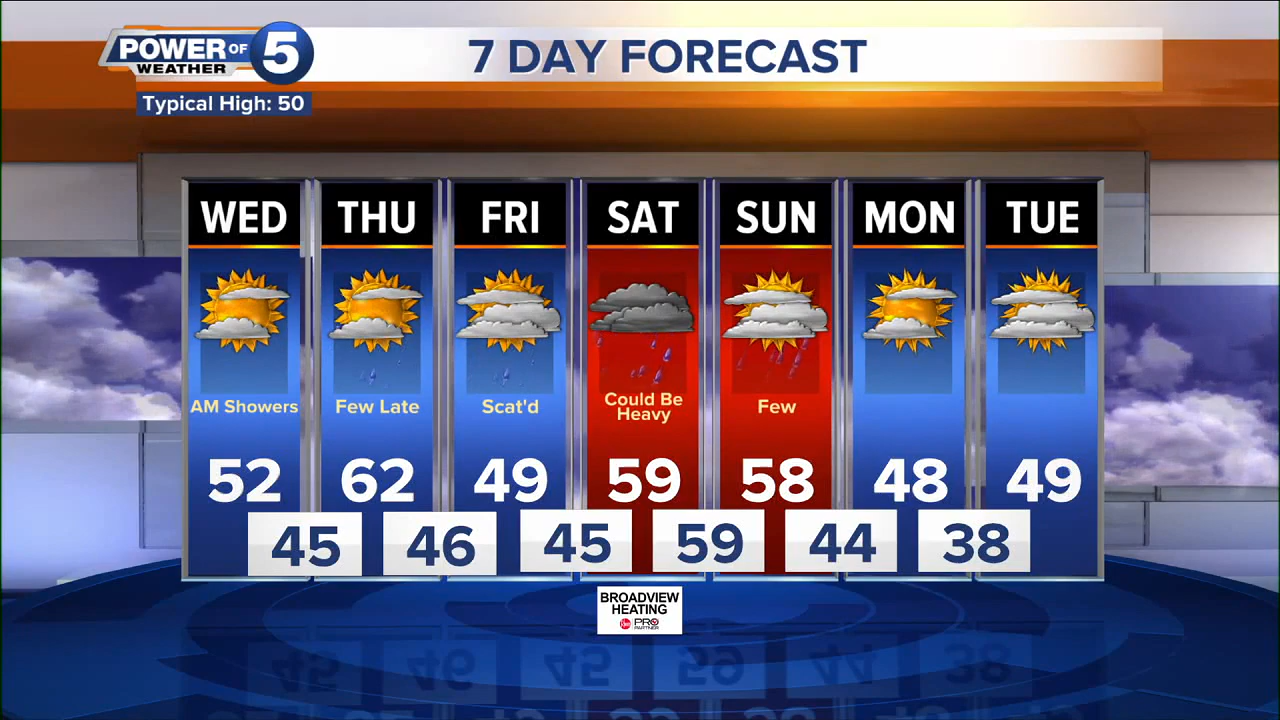 POWER OF 5
WEATHER
7 DAY FORECAST
Typical High: 50
WED THU FRI SAT SUN MON TUE
AM Showers Few Late Scat'd Could Be Heavy Few
52 62 49 59 58 48 49
45 46 45 59 44 38
BROADVIEW
HEATING
PRO
PARTNER